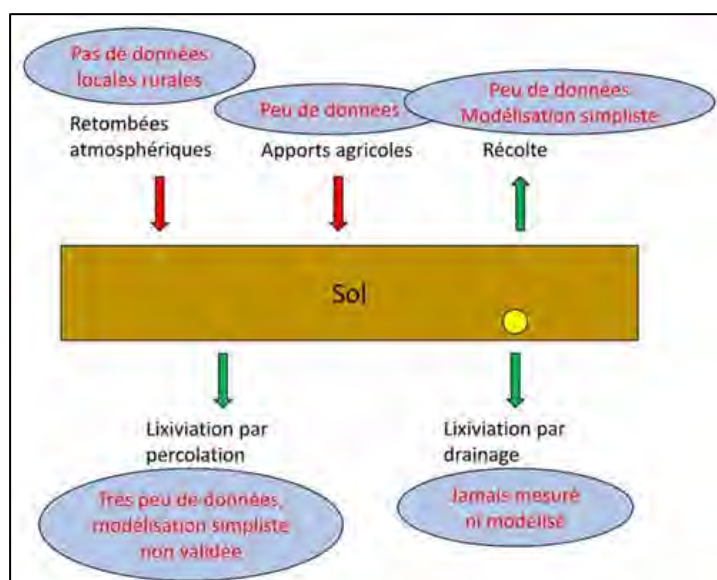 Pas de données
locales rurales
Retombées
atmosphériques
Peu de données
Apports agricoles
Peu de données
Modélisation simpliste
Récolte
Sol
Lixiviation par
percolation
Très peu de données,
modélisation simpliste
non validée
Lixiviation par
drainage
Jamais mesuré
ni modélisé